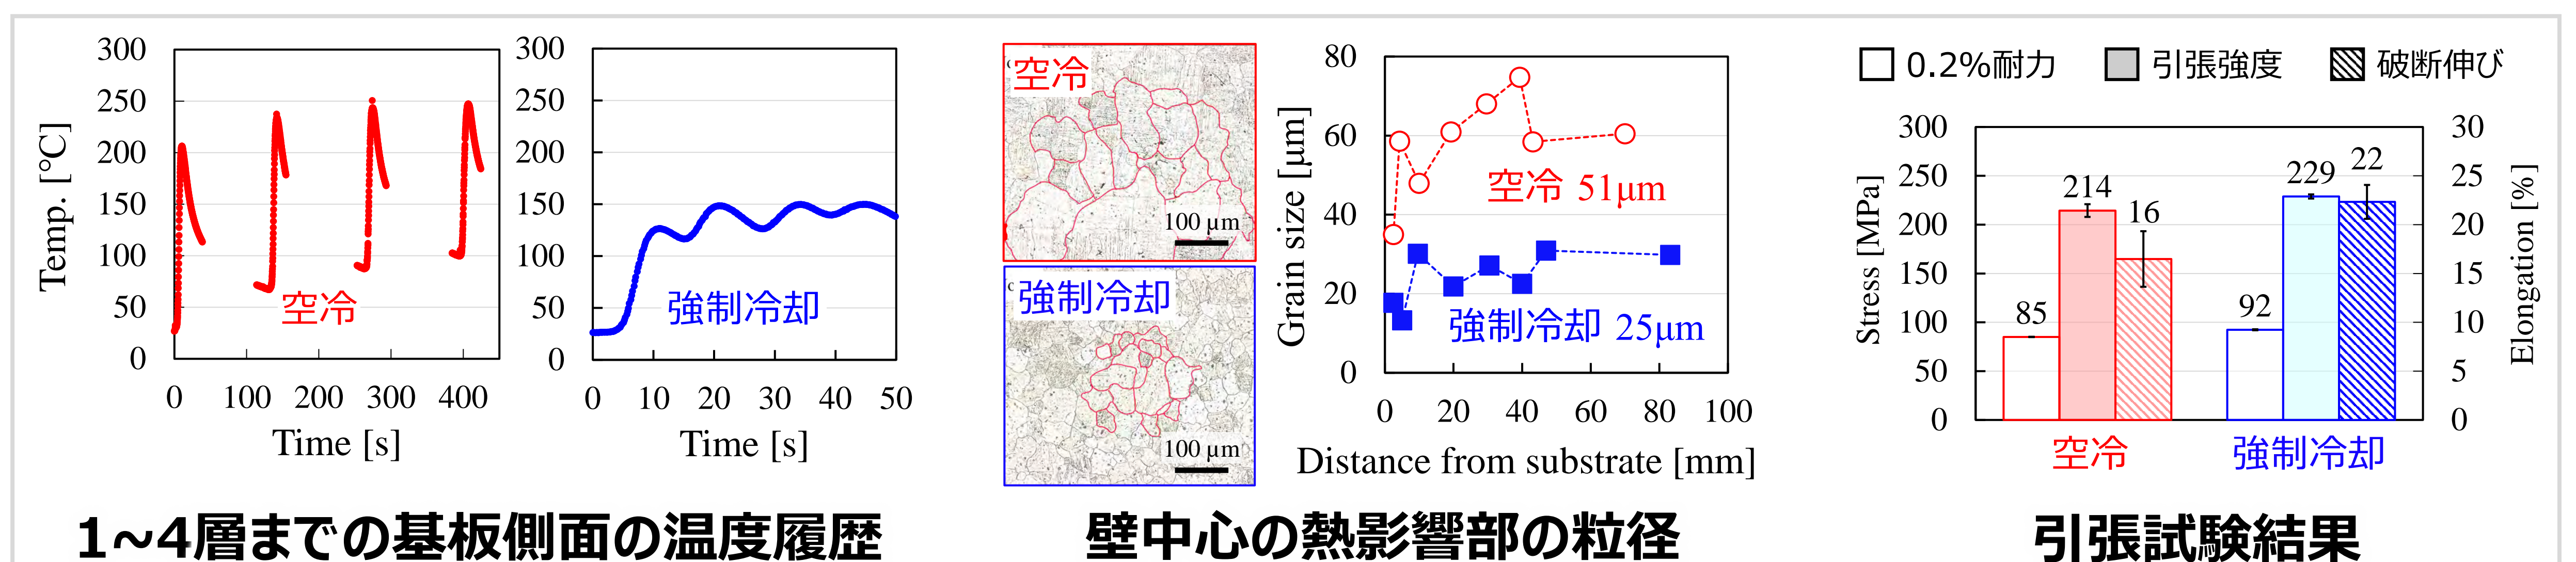 300
250
200
150
100
50
0
Temp. [°C]
空冷
0 100 200 300 400
Time [s]
300
250
200
150
100
50
0
強制冷却
0 10 20 30 40 50
Time [s]
1~4層までの基板側面の温度履歴
空冷
100 µm
強制冷却
100 µm
80
60
40
20
0
Grain size [µm]
空冷 51µm
強制冷却 25µm
0 20 40 60 80 100
Distance from substrate [mm]
壁中心の熱影響部の粒径
0.2%耐力 引張強度 破断伸び
300
250
200
150
100
50
0
Stress [MPa]
85
214
16
92
229
22
30
25
20
15
10
5
0
Elongation [%]
空冷 強制冷却
引張試験結果